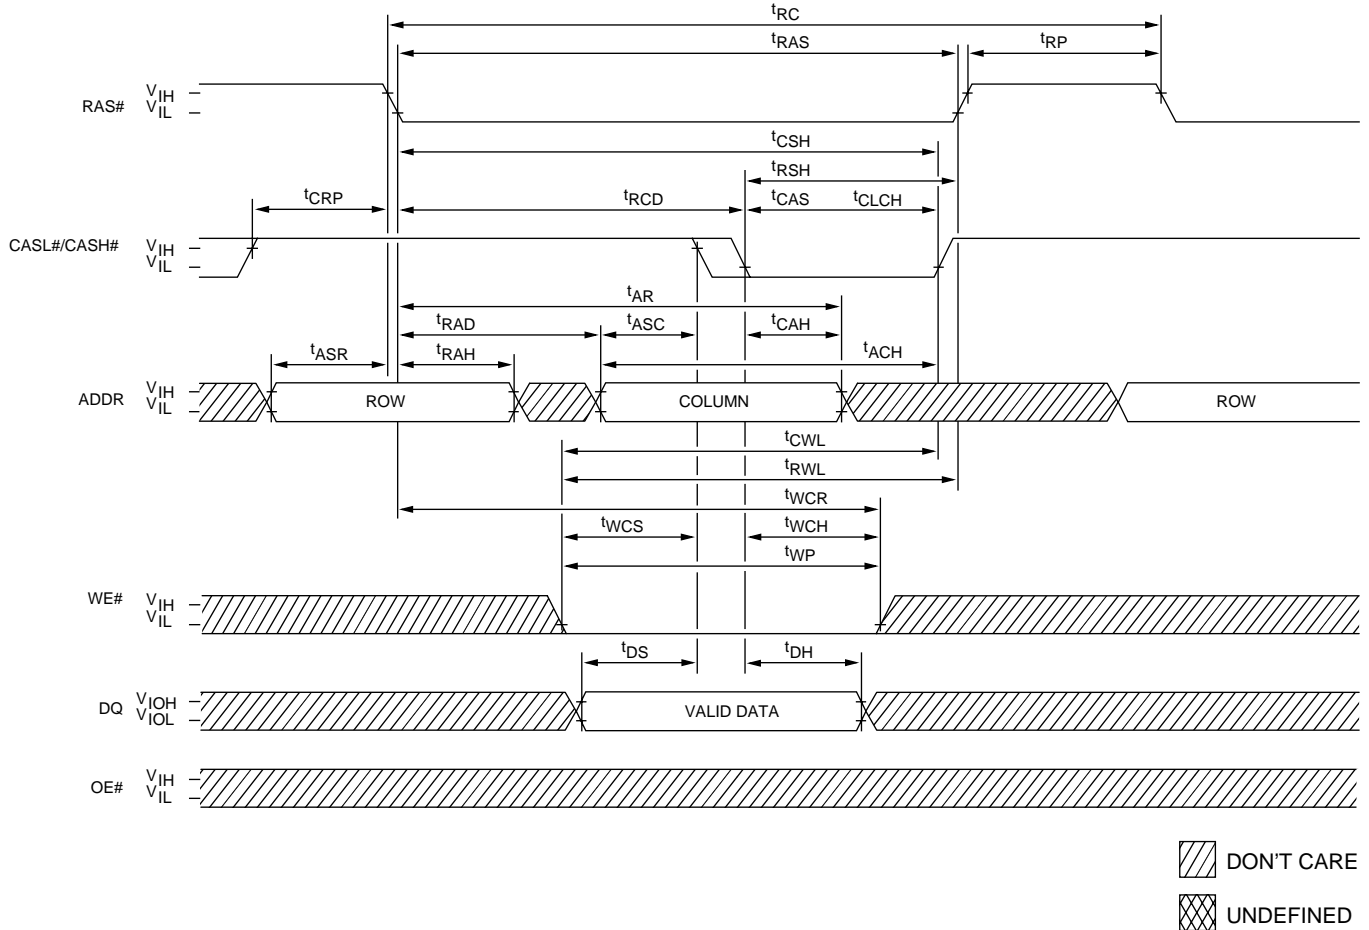 tRC
tRAS tRP
RAS# VIH
VIL
tCSH
tRSH
tCRP tRCD tCAS tCLCH
CASL#/CASH# VIH
VIL
tAR
tRAD tASC tCAH
tASR tRAH tACH
ADDR VIH
VIL
ROW COLUMN ROW
tCWL
tRWL
tWCR
tWCS tWCH
tWP
WE# VIH
VIL
tDS tDH
DQ VIOH
VIOL
VALID DATA
OE# VIH
VIL
DON'T CARE
UNDEFINED